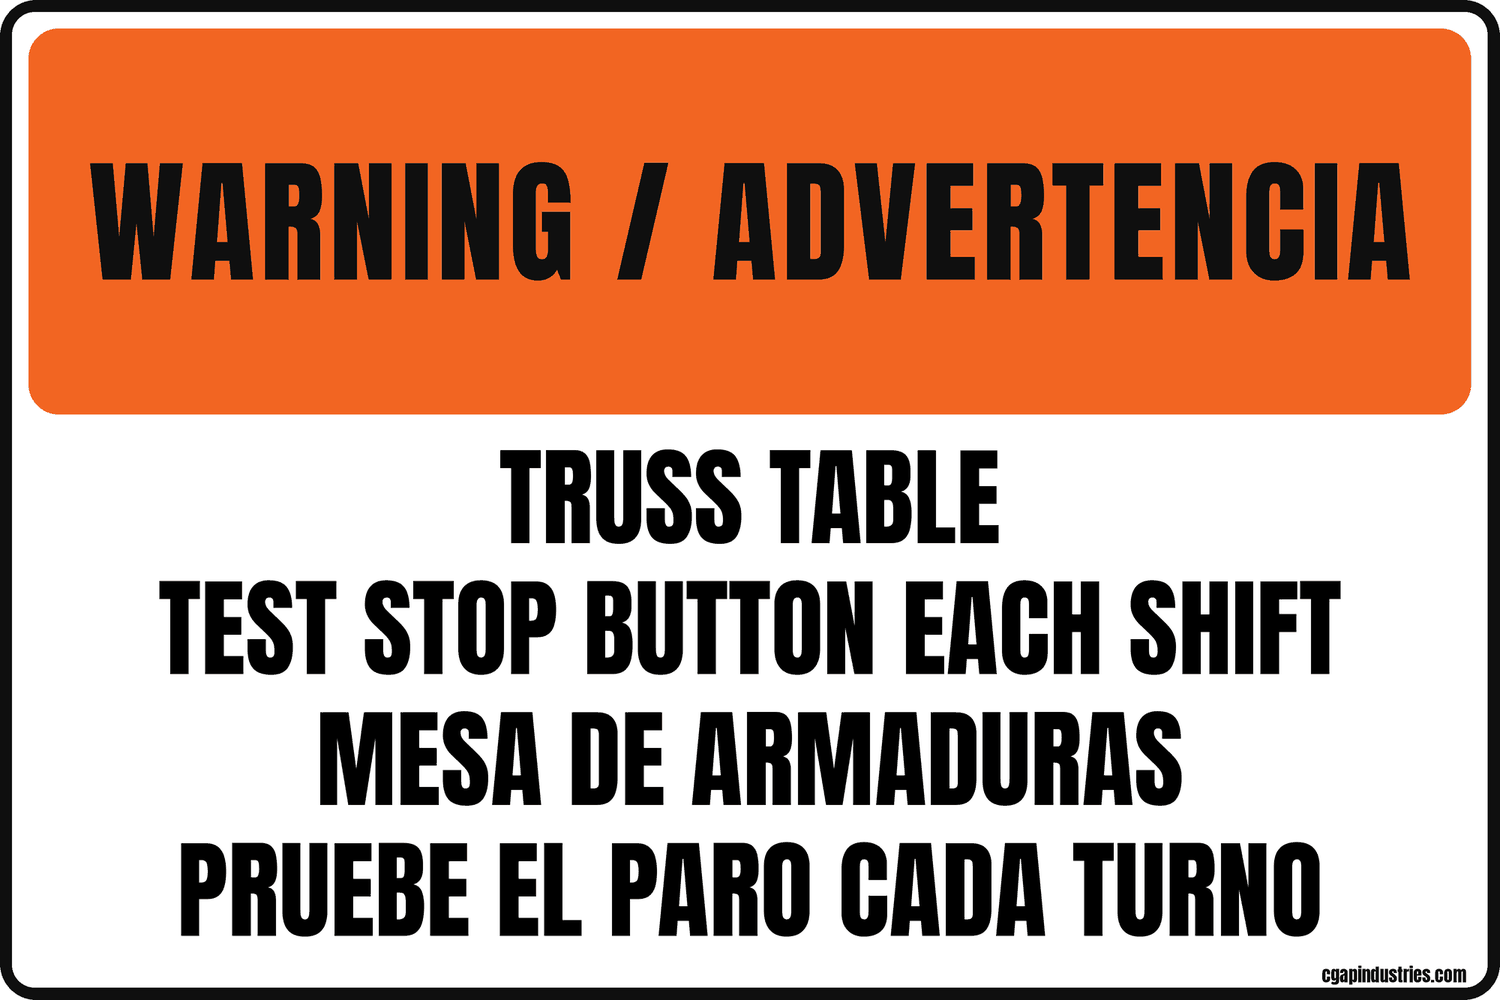 WARNING / ADVERTENCIA
TRUSS TABLE
TEST STOP BUTTON EACH SHIFT
MESA DE ARMADURAS
PRUEBE EL PARO CADA TURNO
cgapindustries.com